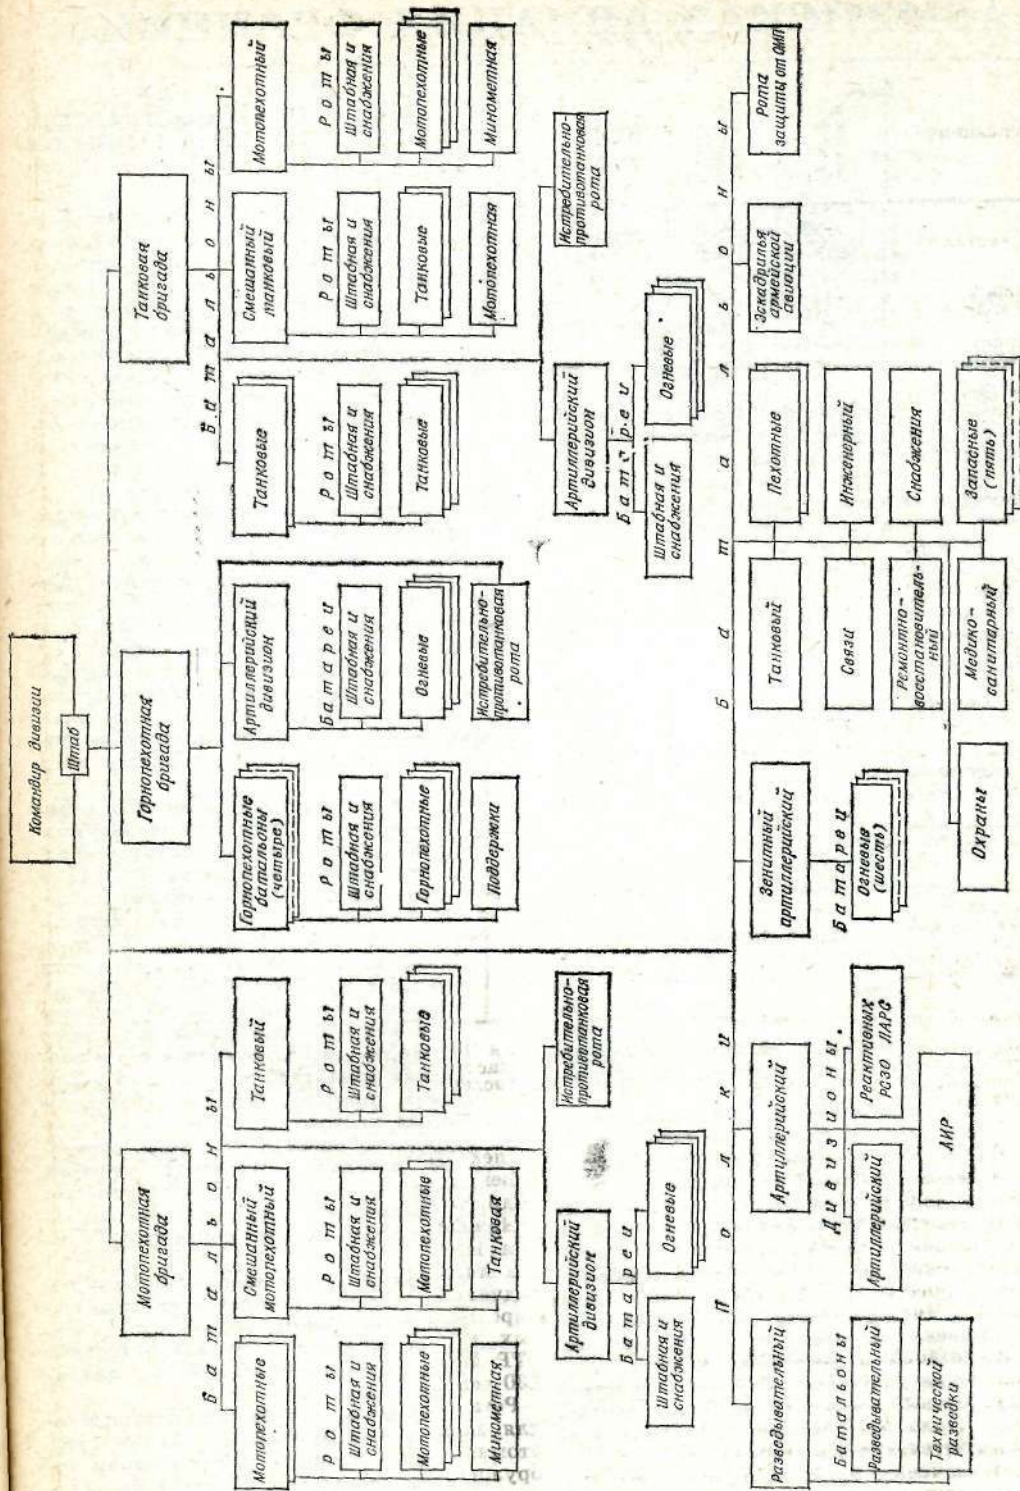 Командир дивизии
Штаб
Мотопехотная
бригада
Горнопехотная
бригада
Танковая
бригада
Батальоны
Мотопехотные
Роты
Штабная и
снабжения
Мотопехотные
Минометная
Смешанный
мотопехотный
Роты
Штабная и
снабжения
Мотопехотные
Танковая
Танковый
Роты
Штабная и
снабжения
Танковые
Артиллерийский
дивизион
Батареи
Штабная и
снабжения
Огневые
Истребительно-
противотанковая
рота
Горнопехотные
батальоны
(четыре)
Роты
Штабная и
снабжения
Горнопехотные
Поддержки
Артиллерийский
дивизион
Батареи
Штабная и
снабжения
Огневые
Истребительно-
противотанковая
рота
Батальоны
Танковые
Роты
Штабная и
снабжения
Танковые
Смешанный
танковый
Роты
Штабная и
снабжения
Танковые
Мотопехотная
Мотопехотный
Роты
Штабная и
снабжения
Мотопехотные
Минометная
Артиллерийский
дивизион
Батареи
Штабная и
снабжения
Огневые
Истребительно-
противотанковая
рота
Полки
Разведывательный
Батальоны
Разведывательный
Технической
разведки
Артиллерийский
Дивизионы
Артиллерийский
Реактивных
РСЗО ЛАРС
АИР
Зенитный
артиллерийский
Батареи
Огневые
(шесть)
Батальоны
Танковый
Пехотные
Связи
Инженерный
Ремонтно-
восстановитель-
ный
Снабжения
Медико-
санитарный
Запасные
(пять)
Охраны
Эскадрилья
армейской
авиации
Рота
защиты от ОМП